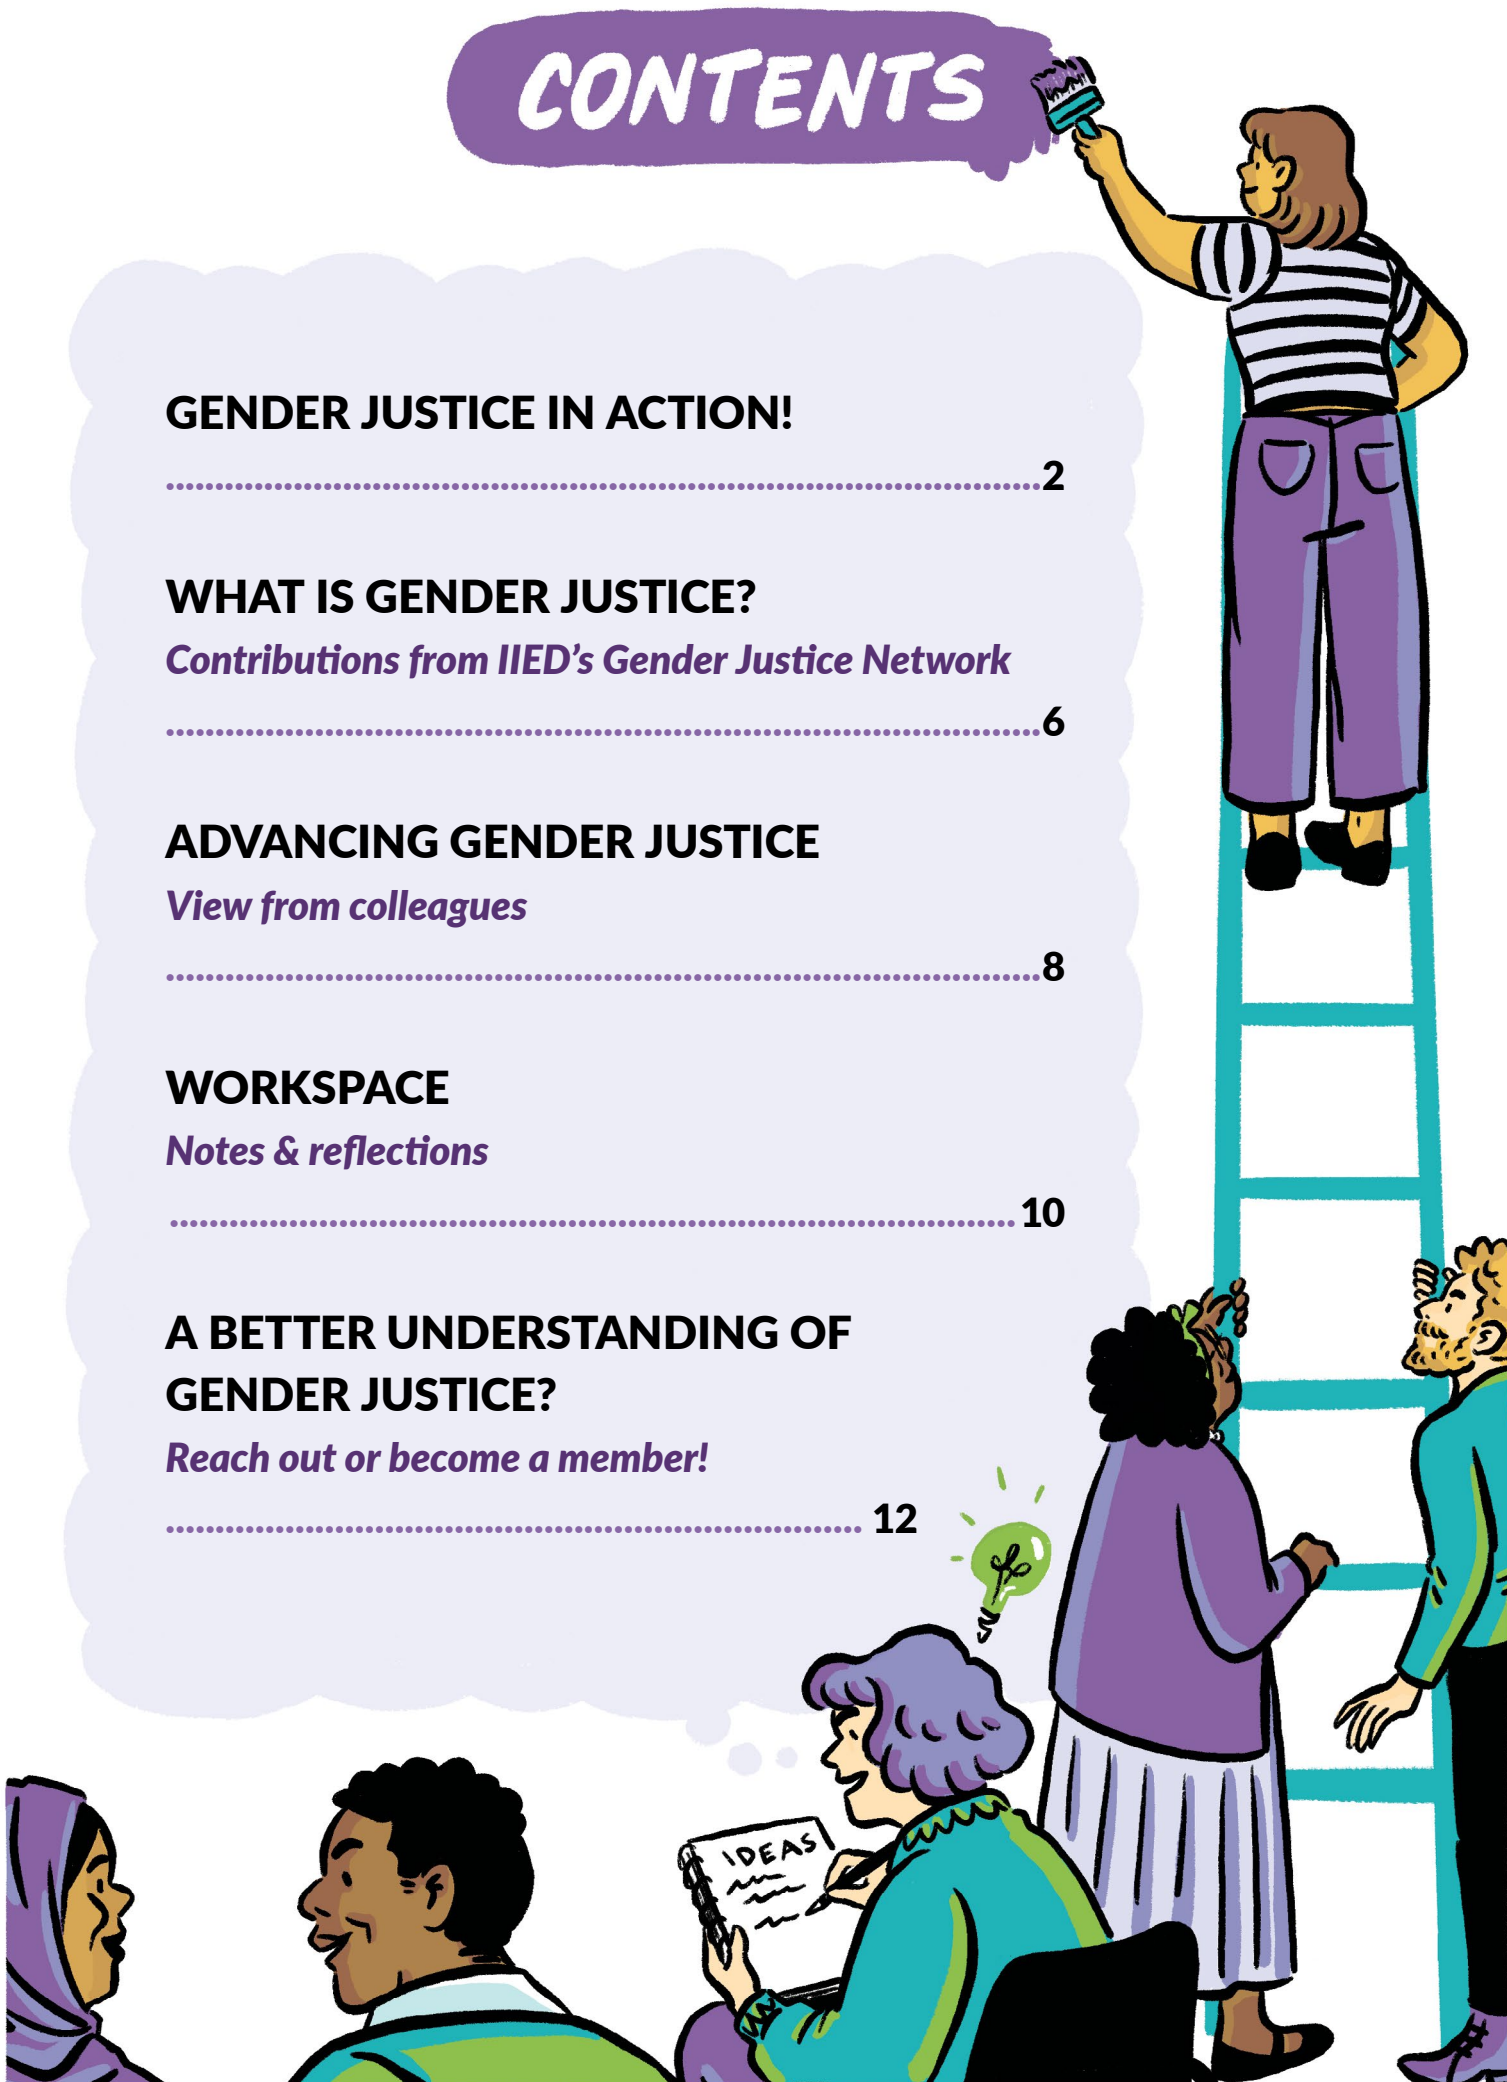 CONTENTS
GENDER JUSTICE IN ACTION!
........................................................................................2
WHAT IS GENDER JUSTICE?
Contributions from IIED’s Gender Justice Network
........................................................................................6
ADVANCING GENDER JUSTICE
View from colleagues
........................................................................................8
WORKSPACE
Notes & reflections
..................................................................................... 10
A BETTER UNDERSTANDING OF
GENDER JUSTICE?
Reach out or become a member!
...................................................................... 12
IDEAS